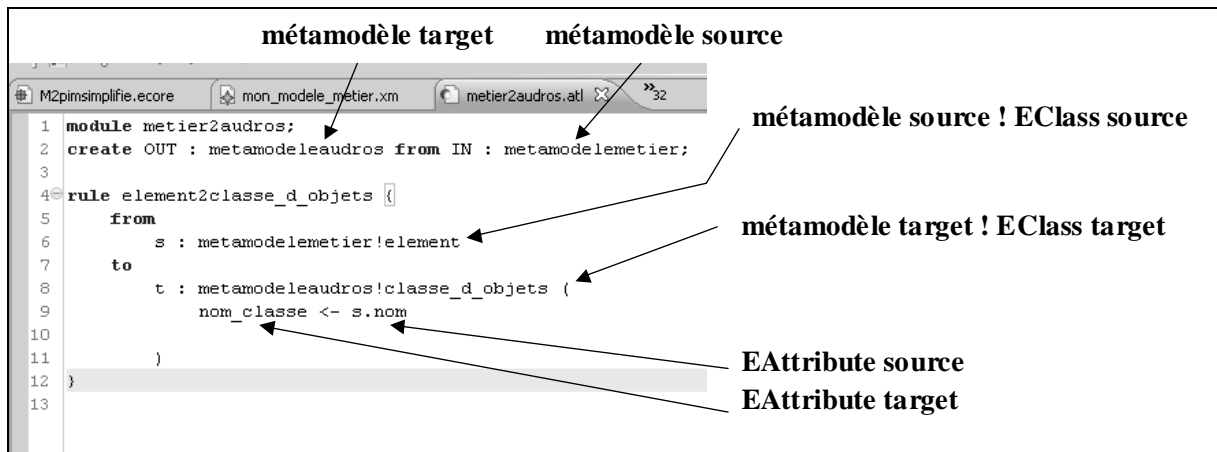 métamodèle target métamodèle source
M2pimsimplifie.ecore mon_modele_metier.xm metier2audros.atl »32
1 module metier2audros;
2 create OUT : metamodeleaudros from IN : metamodelemetier;
3
métamodèle source ! EClass source
4 rule element2classe_d_objets {
5 from
6 s : metamodelemetier!element
métamodèle target ! EClass target
7 to
8 t : metamodeleaudros!classe_d_objets (
9 nom_classe <- s.nom
10
11 )
EAttribute source
12 }
EAttribute target
13